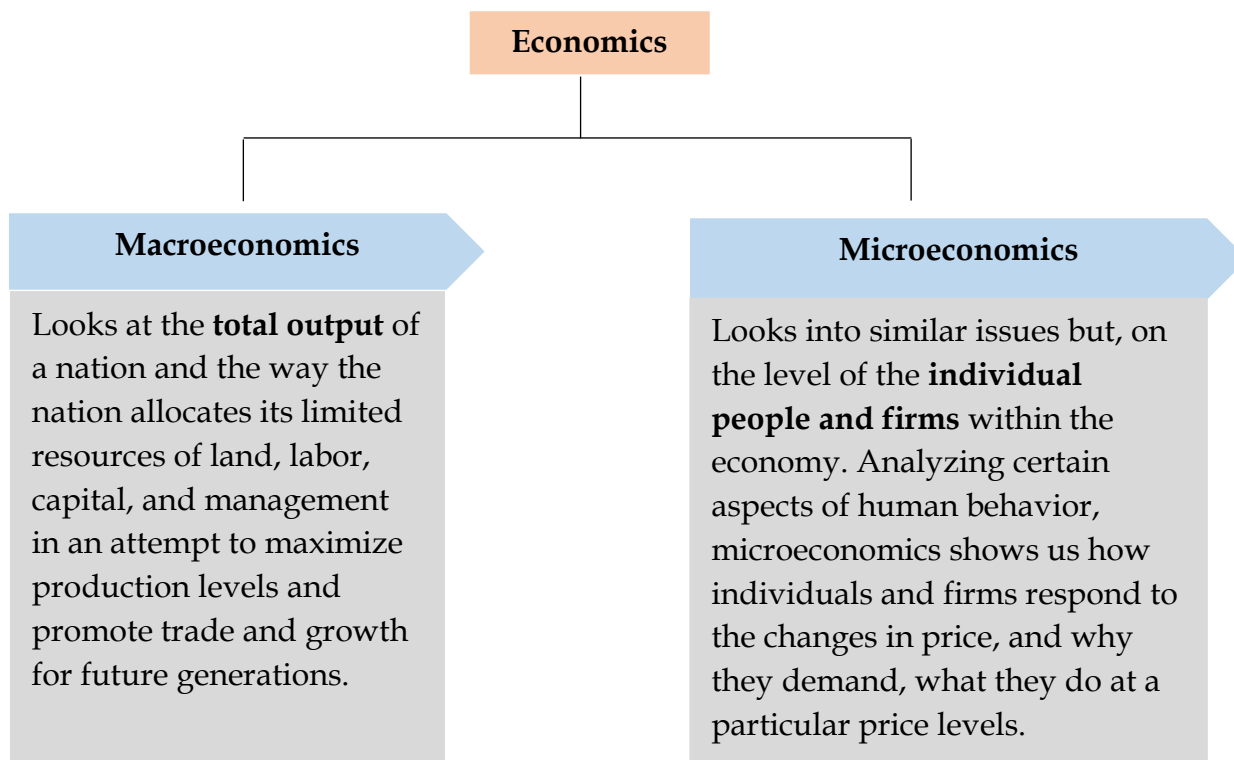 Economics
Macroeconomics
Looks at the total output of
a nation and the way the
nation allocates its limited
resources of land, labor,
capital, and management
in an attempt to maximize
production levels and
promote trade and growth
for future generations.
Microeconomics
Looks into similar issues but, on
the level of the individual
people and firms within the
economy. Analyzing certain
aspects of human behavior,
microeconomics shows us how
individuals and firms respond to
the changes in price, and why
they demand, what they do at a
particular price levels.